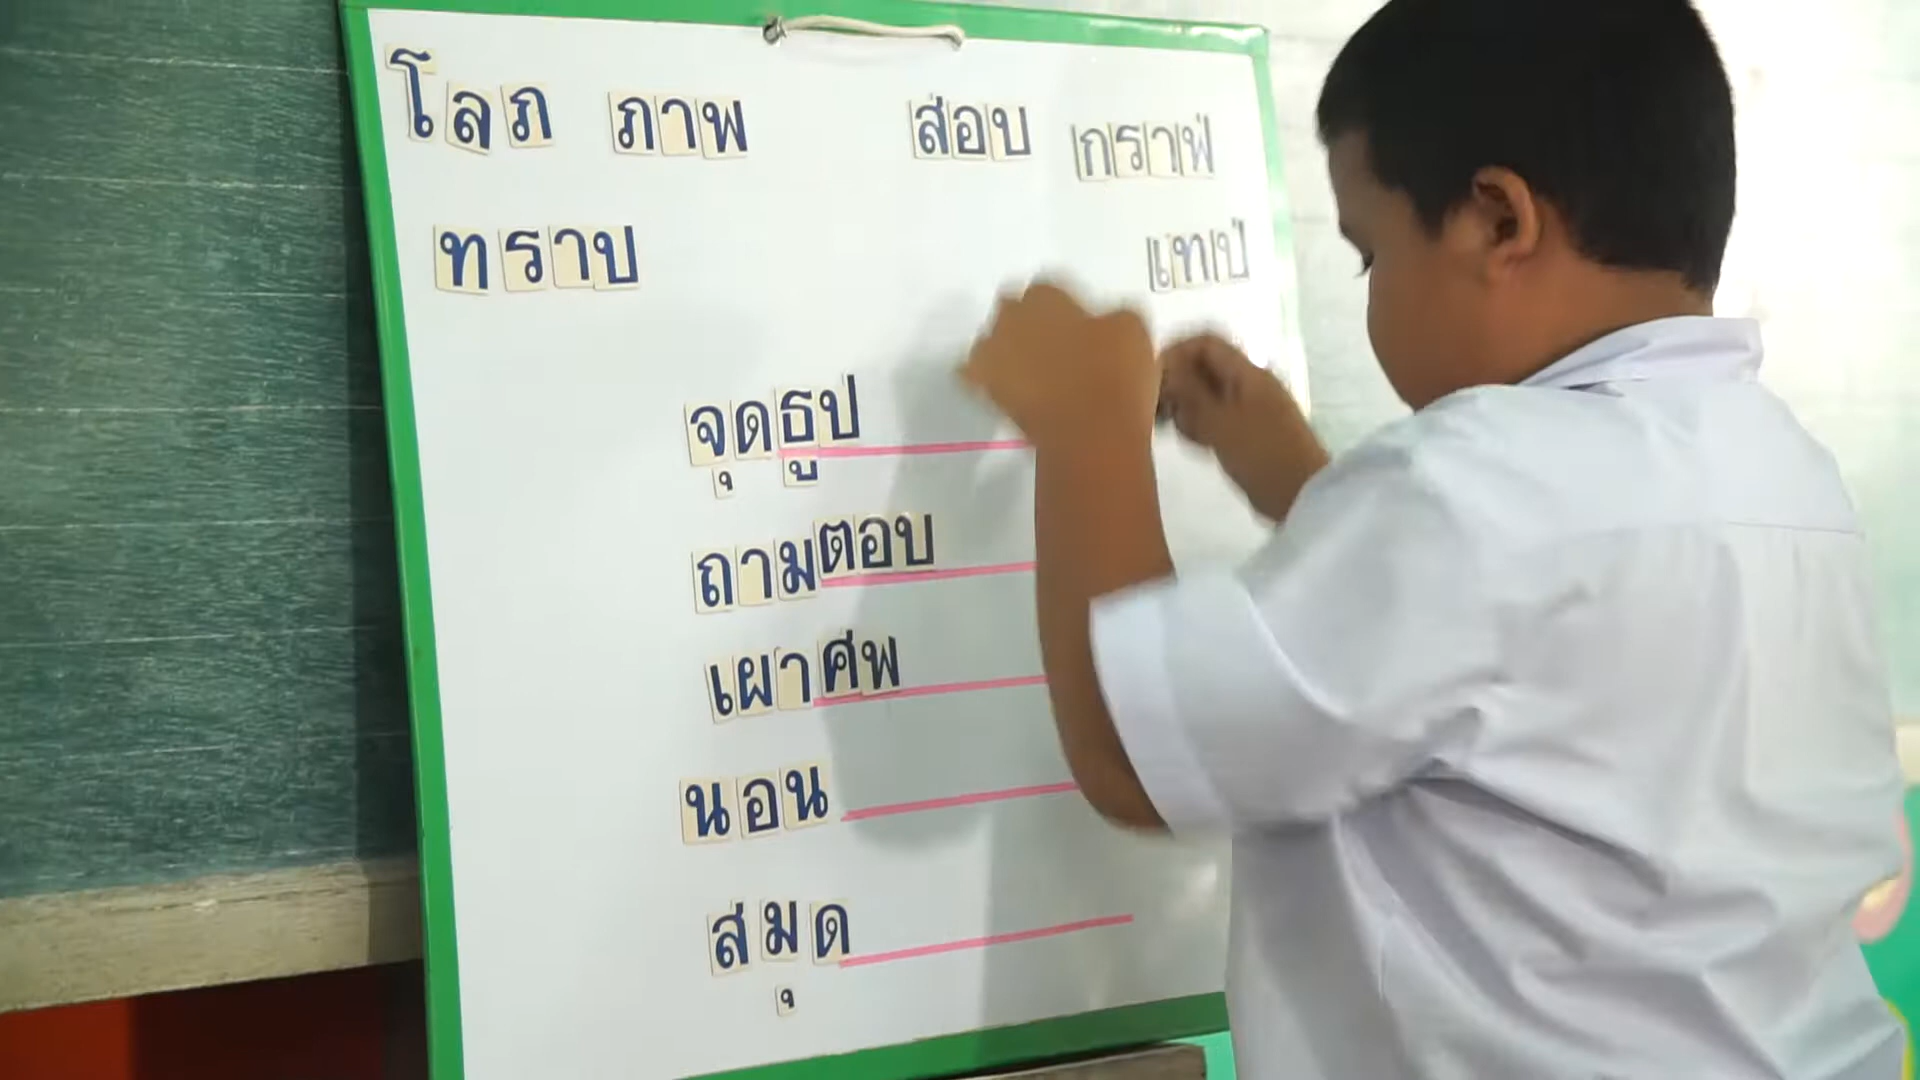 โลภ ภาพ สอบ กราฟ
ทราบ เทป
จุดธูป
ถามตอบ
เผาศพ
นอน
สมุด